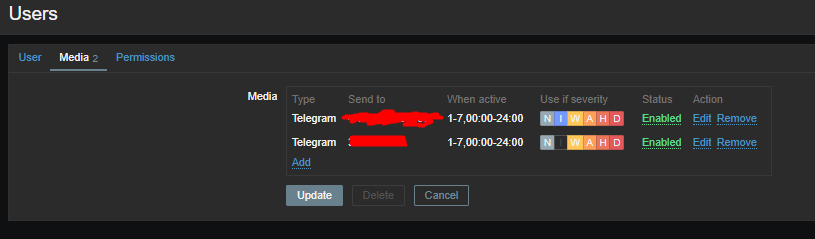 Users
User Media 2 Permissions
Media Type Send to When active Use if severity Status Action
Telegram 1-7,00:00-24:00 N I W A H D Enabled Edit Remove
Telegram 1-7,00:00-24:00 N I W A H D Enabled Edit Remove
Add
Update Delete Cancel